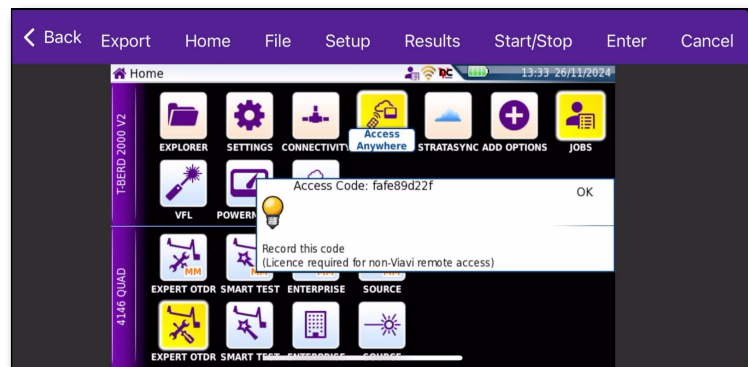 Back Export Home File Setup Results Start/Stop Enter Cancel
Home 13:33 26/11/2024
T-BERD 2000 V2
EXPLORER SETTINGS CONNECTIVITY Access Anywhere STRATASYNC ADD OPTIONS JOBS
VFL
Access Code: fafe89d22f
OK
Record this code
(Licence required for non-Viavi remote access)
4146 QUAD
MM
EXPERT OTDR SMART TEST ENTERPRISE SOURCE
EXPERT OTDR SMART TEST ENTERPRISE SOURCE